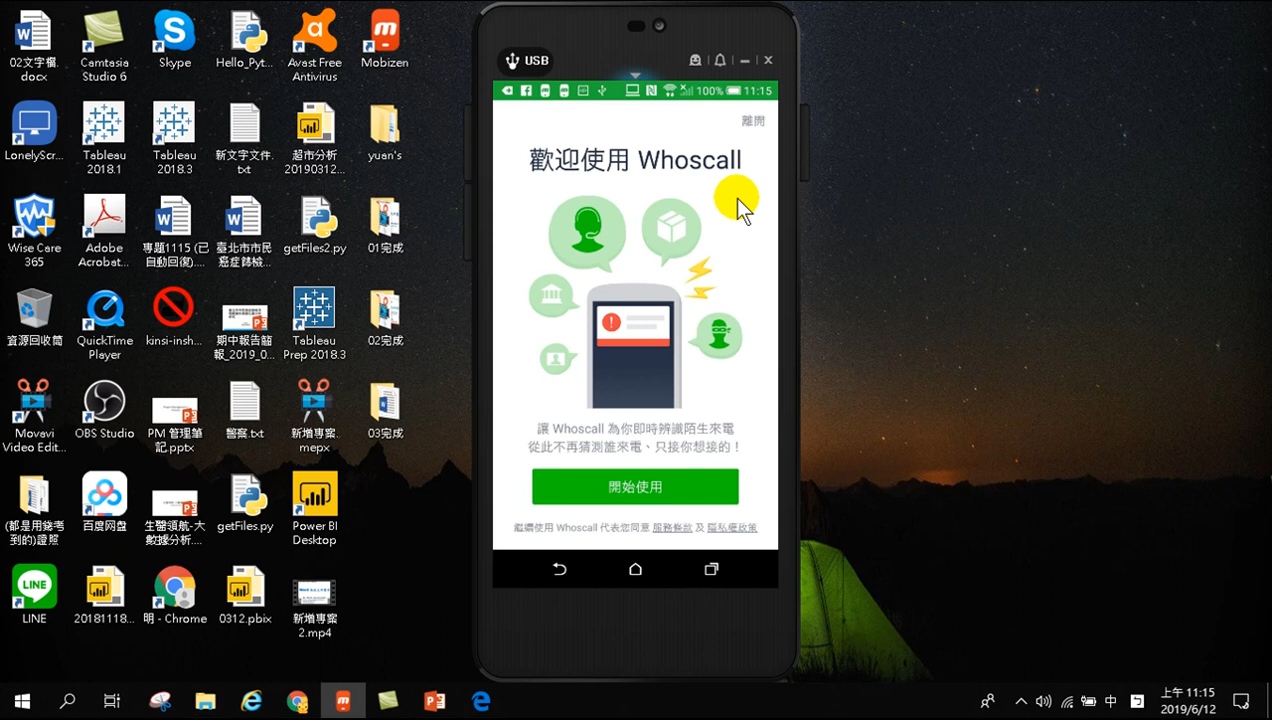 02文字檔.
docx
Camtasia
Studio 6
Skype
Hello_Pyt...
Avast Free
Antivirus
Mobizen
LonelyScr...
Tableau
2018.1
Tableau
2018.3
新文字文件.
txt
超市分析
20190312...
yuan's
Wise Care
365
Adobe
Acrobat...
專題1115 (已
自動回復)....
臺北市市民
癌症篩檢...
getFiles2.py
01完成
資源回收筒
QuickTime
Player
kinsi-insh...
期中報告簡
報_2019_0...
Tableau
Prep 2018.3
02完成
Movavi
Video Edit...
OBS Studio
PM 管理筆
記.pptx
警察.txt
新增專案.
mepx
03完成
(都是用幾考
到的)證照
百度网盘
生醫領航-大
數據分析....
getFiles.py
Power BI
Desktop
LINE
LINE
20181118...
明 - Chrome
0312.pbix
新增專案
2.mp4
USB
100%
11:15
離開
歡迎使用 Whoscall
讓 Whoscall 為你即時辨識陌生來電
從此不再猜測誰來電、只接你想接的！
開始使用
繼續使用 Whoscall 代表您同意 服務條款 及 隱私權政策
中
上午 11:15
2019/6/12